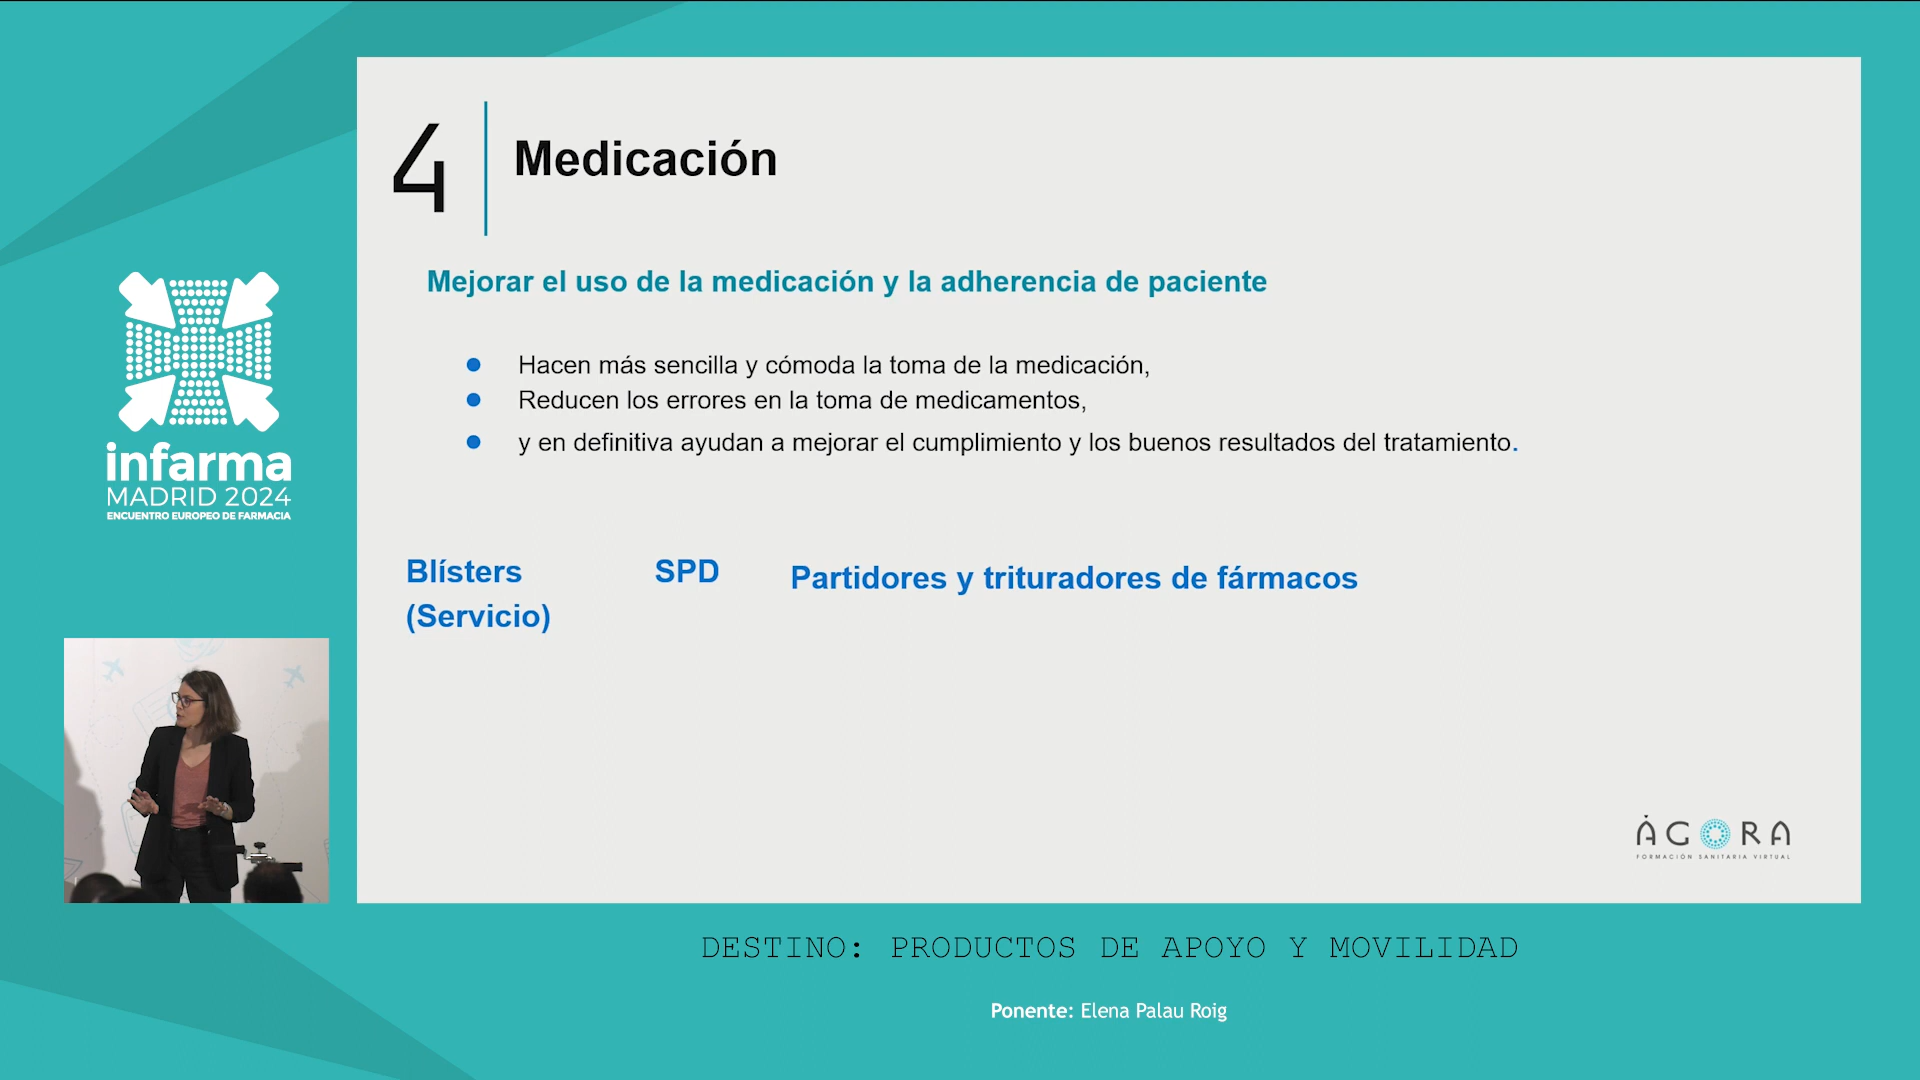 4
Medicación
Mejorar el uso de la medicación y la adherencia de paciente
Hacen más sencilla y cómoda la toma de la medicación,
Reducen los errores en la toma de medicamentos,
y en definitiva ayudan a mejorar el cumplimiento y los buenos resultados del tratamiento.
Blísters
(Servicio)
SPD
Partidores y trituradores de fármacos
infarma
MADRID 2024
ENCUENTRO EUROPEO DE FARMACIA
ÀGORA
FORMACIÓN SANITARIA VIRTUAL
DESTINO: PRODUCTOS DE APOYO Y MOVILIDAD
Ponente: Elena Palau Roig